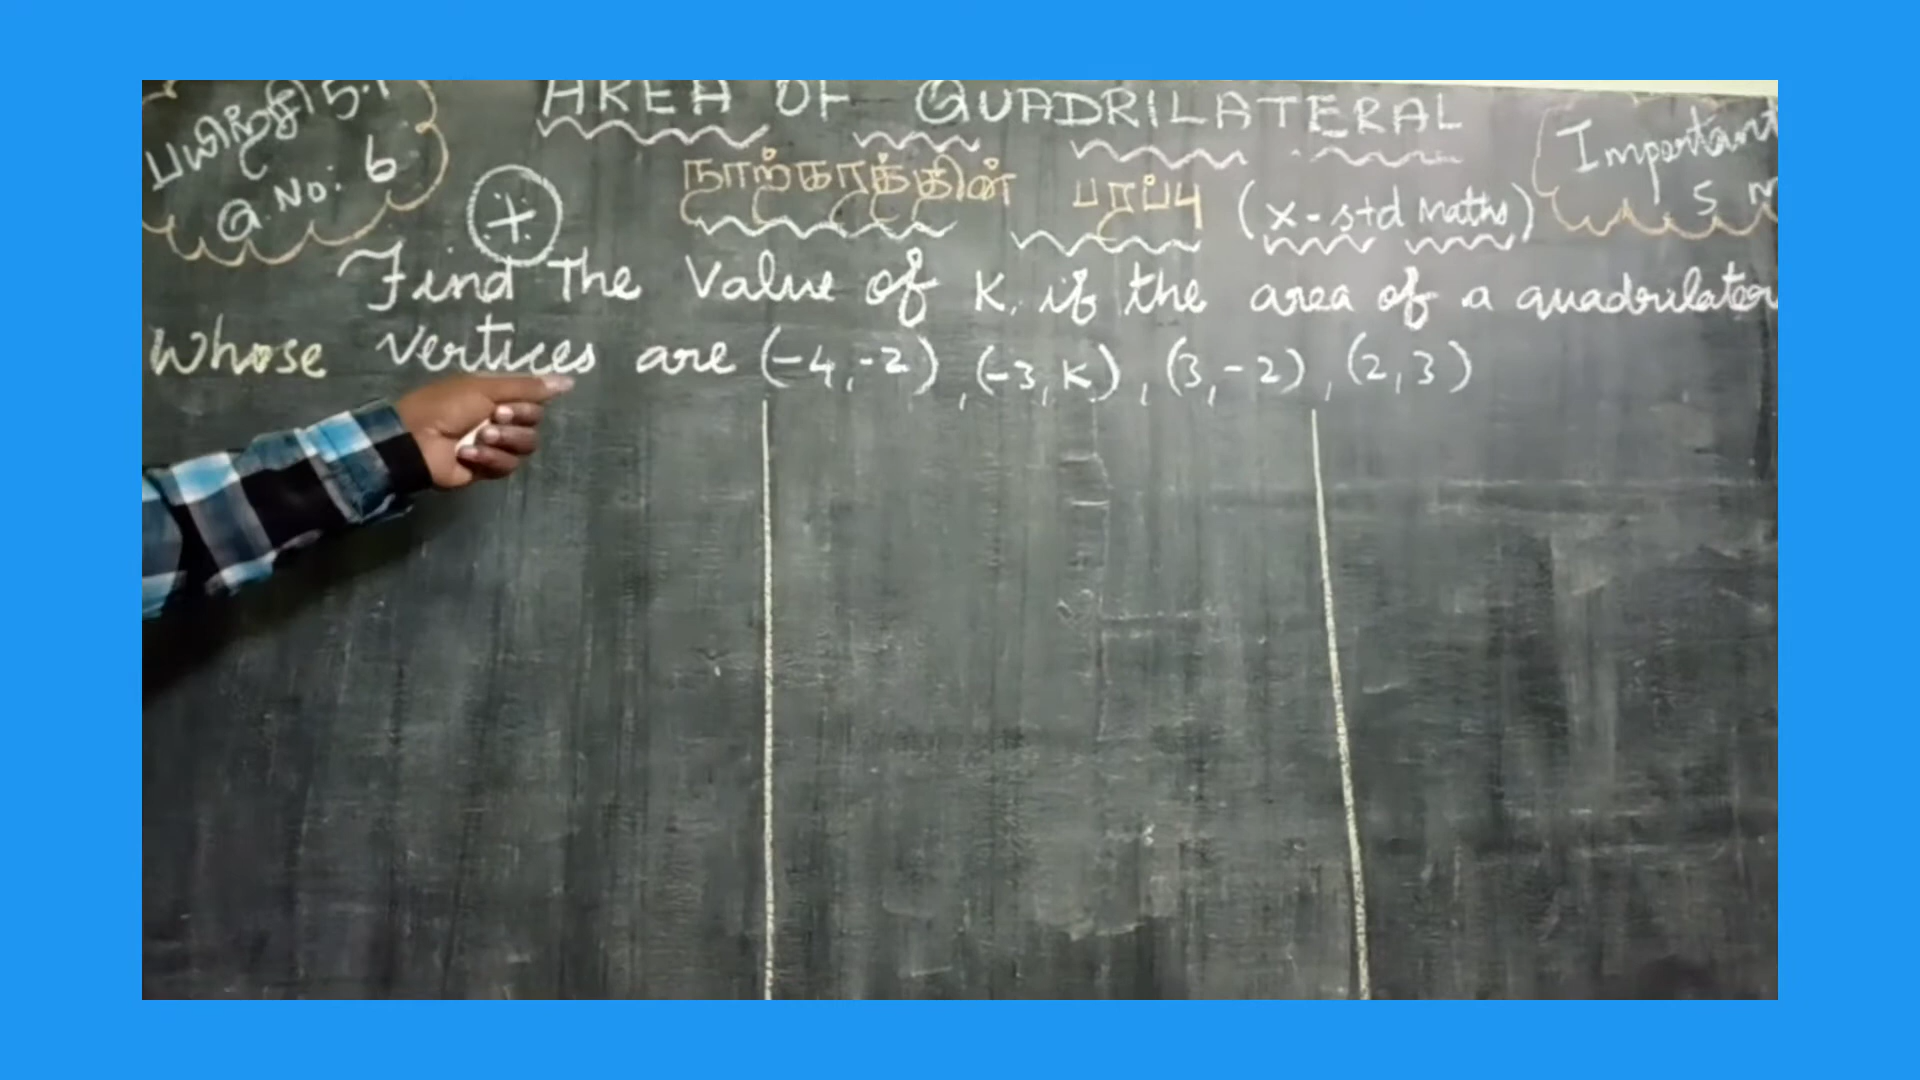 பயிற்சி 5.1
Q.No: 6
AREA OF QUADRILATERAL
நாற்கரத்தின் பரப்பு (X-std Maths)
Important
5 M
Find The Value of K, if the area of a quadrilater
Whose vertices are (-4,-2), (-3,K), (3,-2), (2,3)